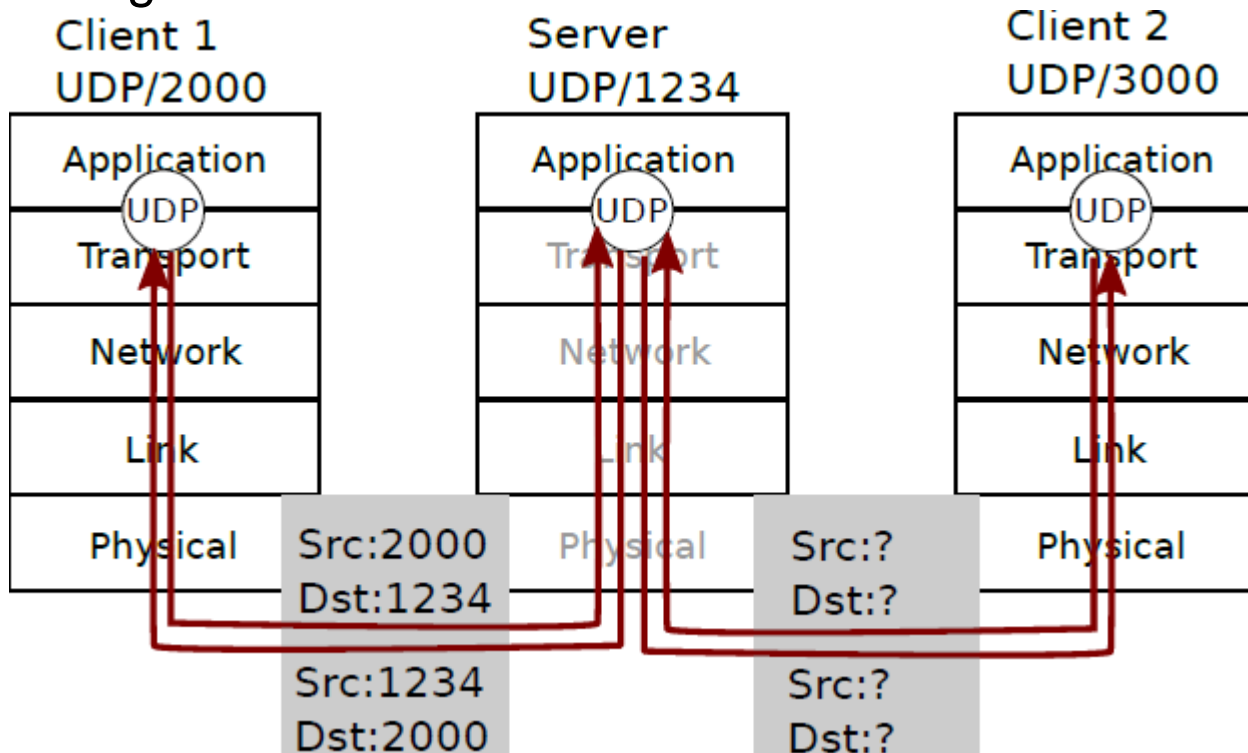 Client 1
UDP/2000
Application
UDP
Transport
Network
Link
Physical
Src:2000
Dst:1234
Src:1234
Dst:2000
Server
UDP/1234
Application
UDP
Transport
Network
Link
Physical
Src:?
Dst:?
Src:?
Dst:?
Client 2
UDP/3000
Application
UDP
Transport
Network
Link
Physical